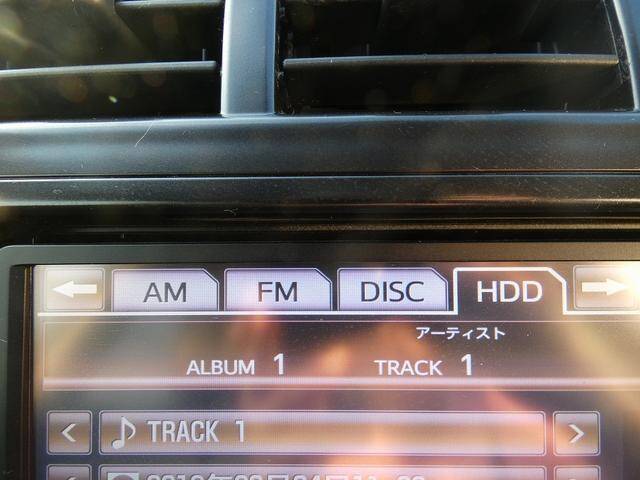 AM FM DISC HDD
アーティスト
ALBUM 1 TRACK 1
TRACK 1